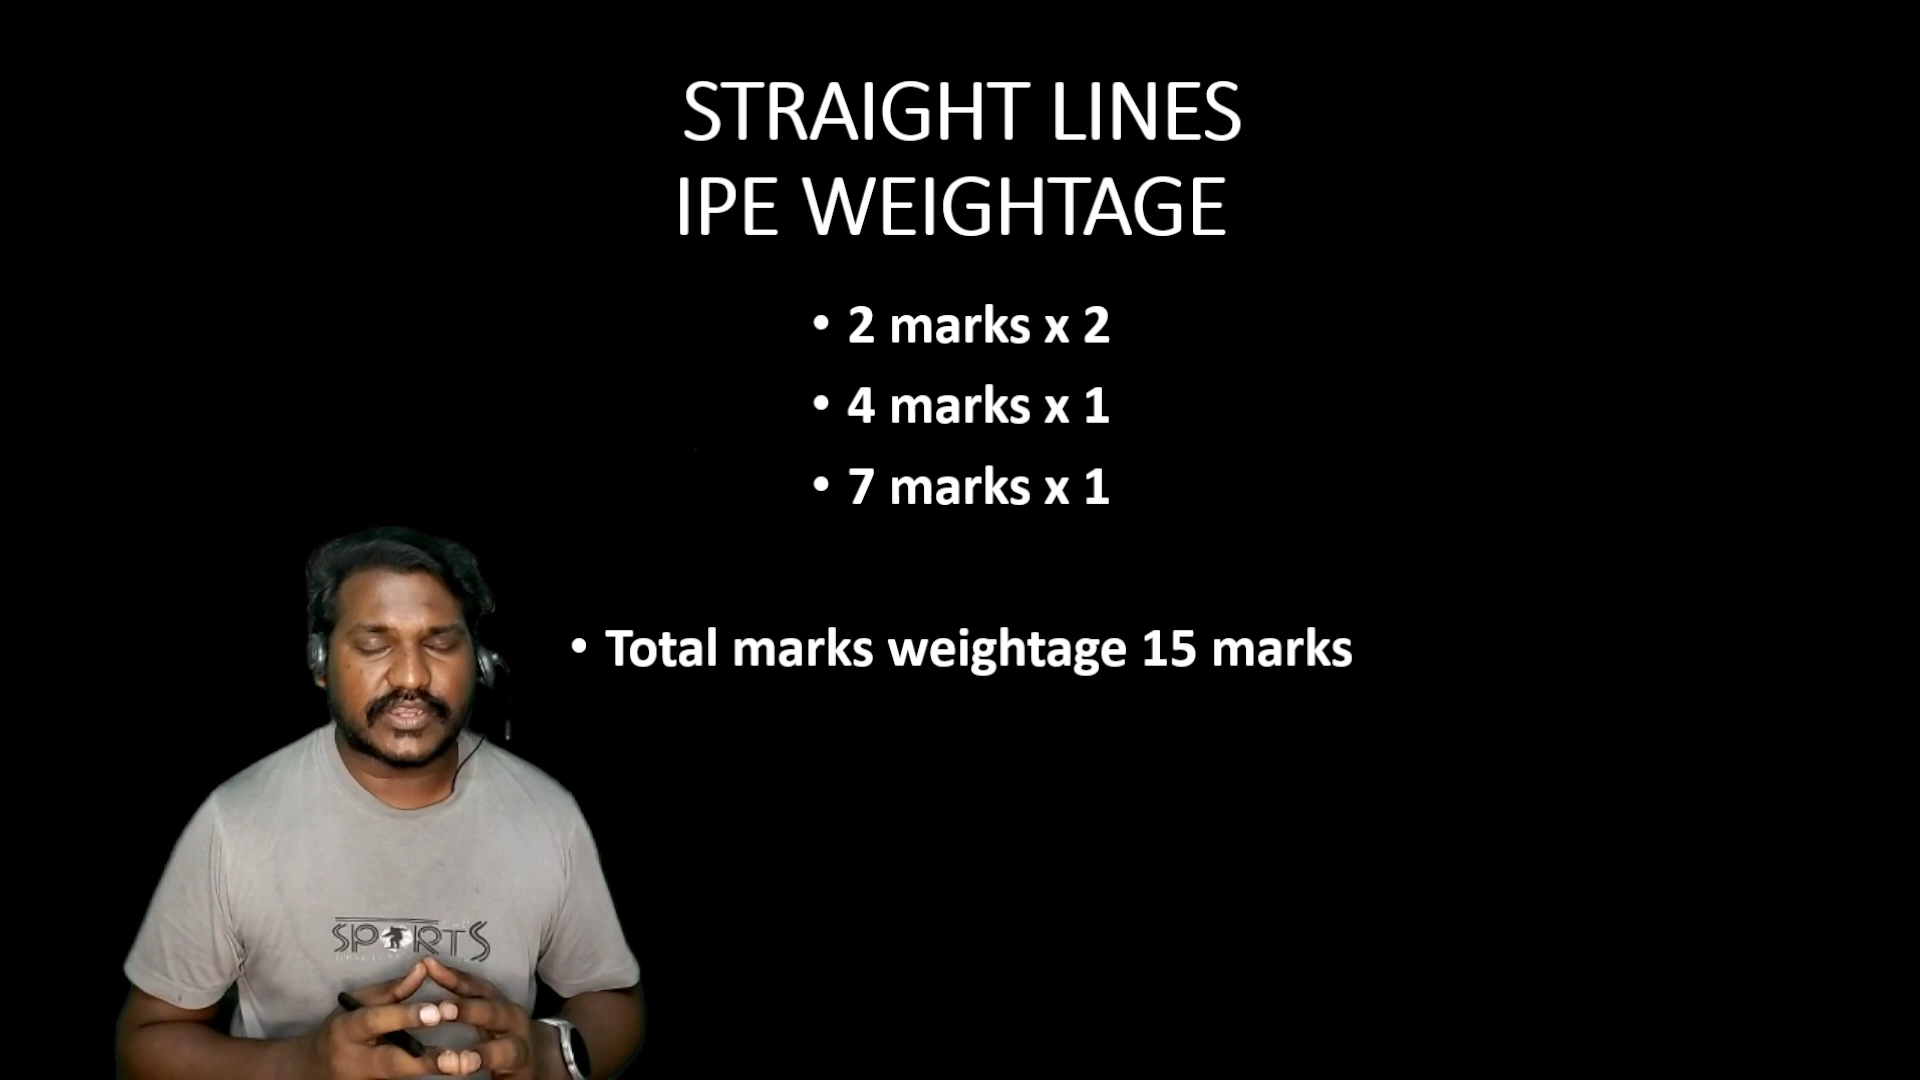 STRAIGHT LINES
IPE WEIGHTAGE
• 2 marks x 2
• 4 marks x 1
• 7 marks x 1
• Total marks weightage 15 marks
SPORTS